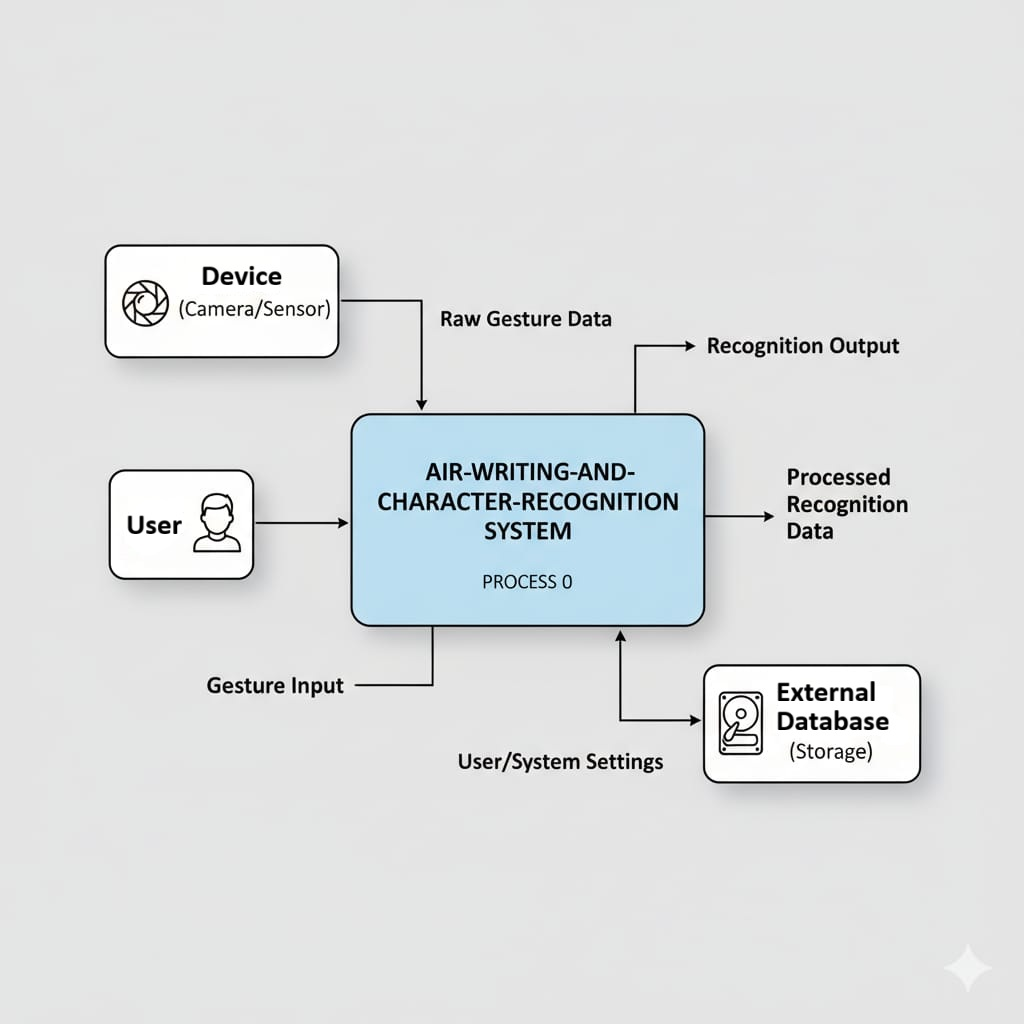 Device
(Camera/Sensor)
Raw Gesture Data
Recognition Output
AIR-WRITING-AND-
CHARACTER-RECOGNITION
SYSTEM
PROCESS 0
Processed
Recognition
Data
User
Gesture Input
External
Database
(Storage)
User/System Settings